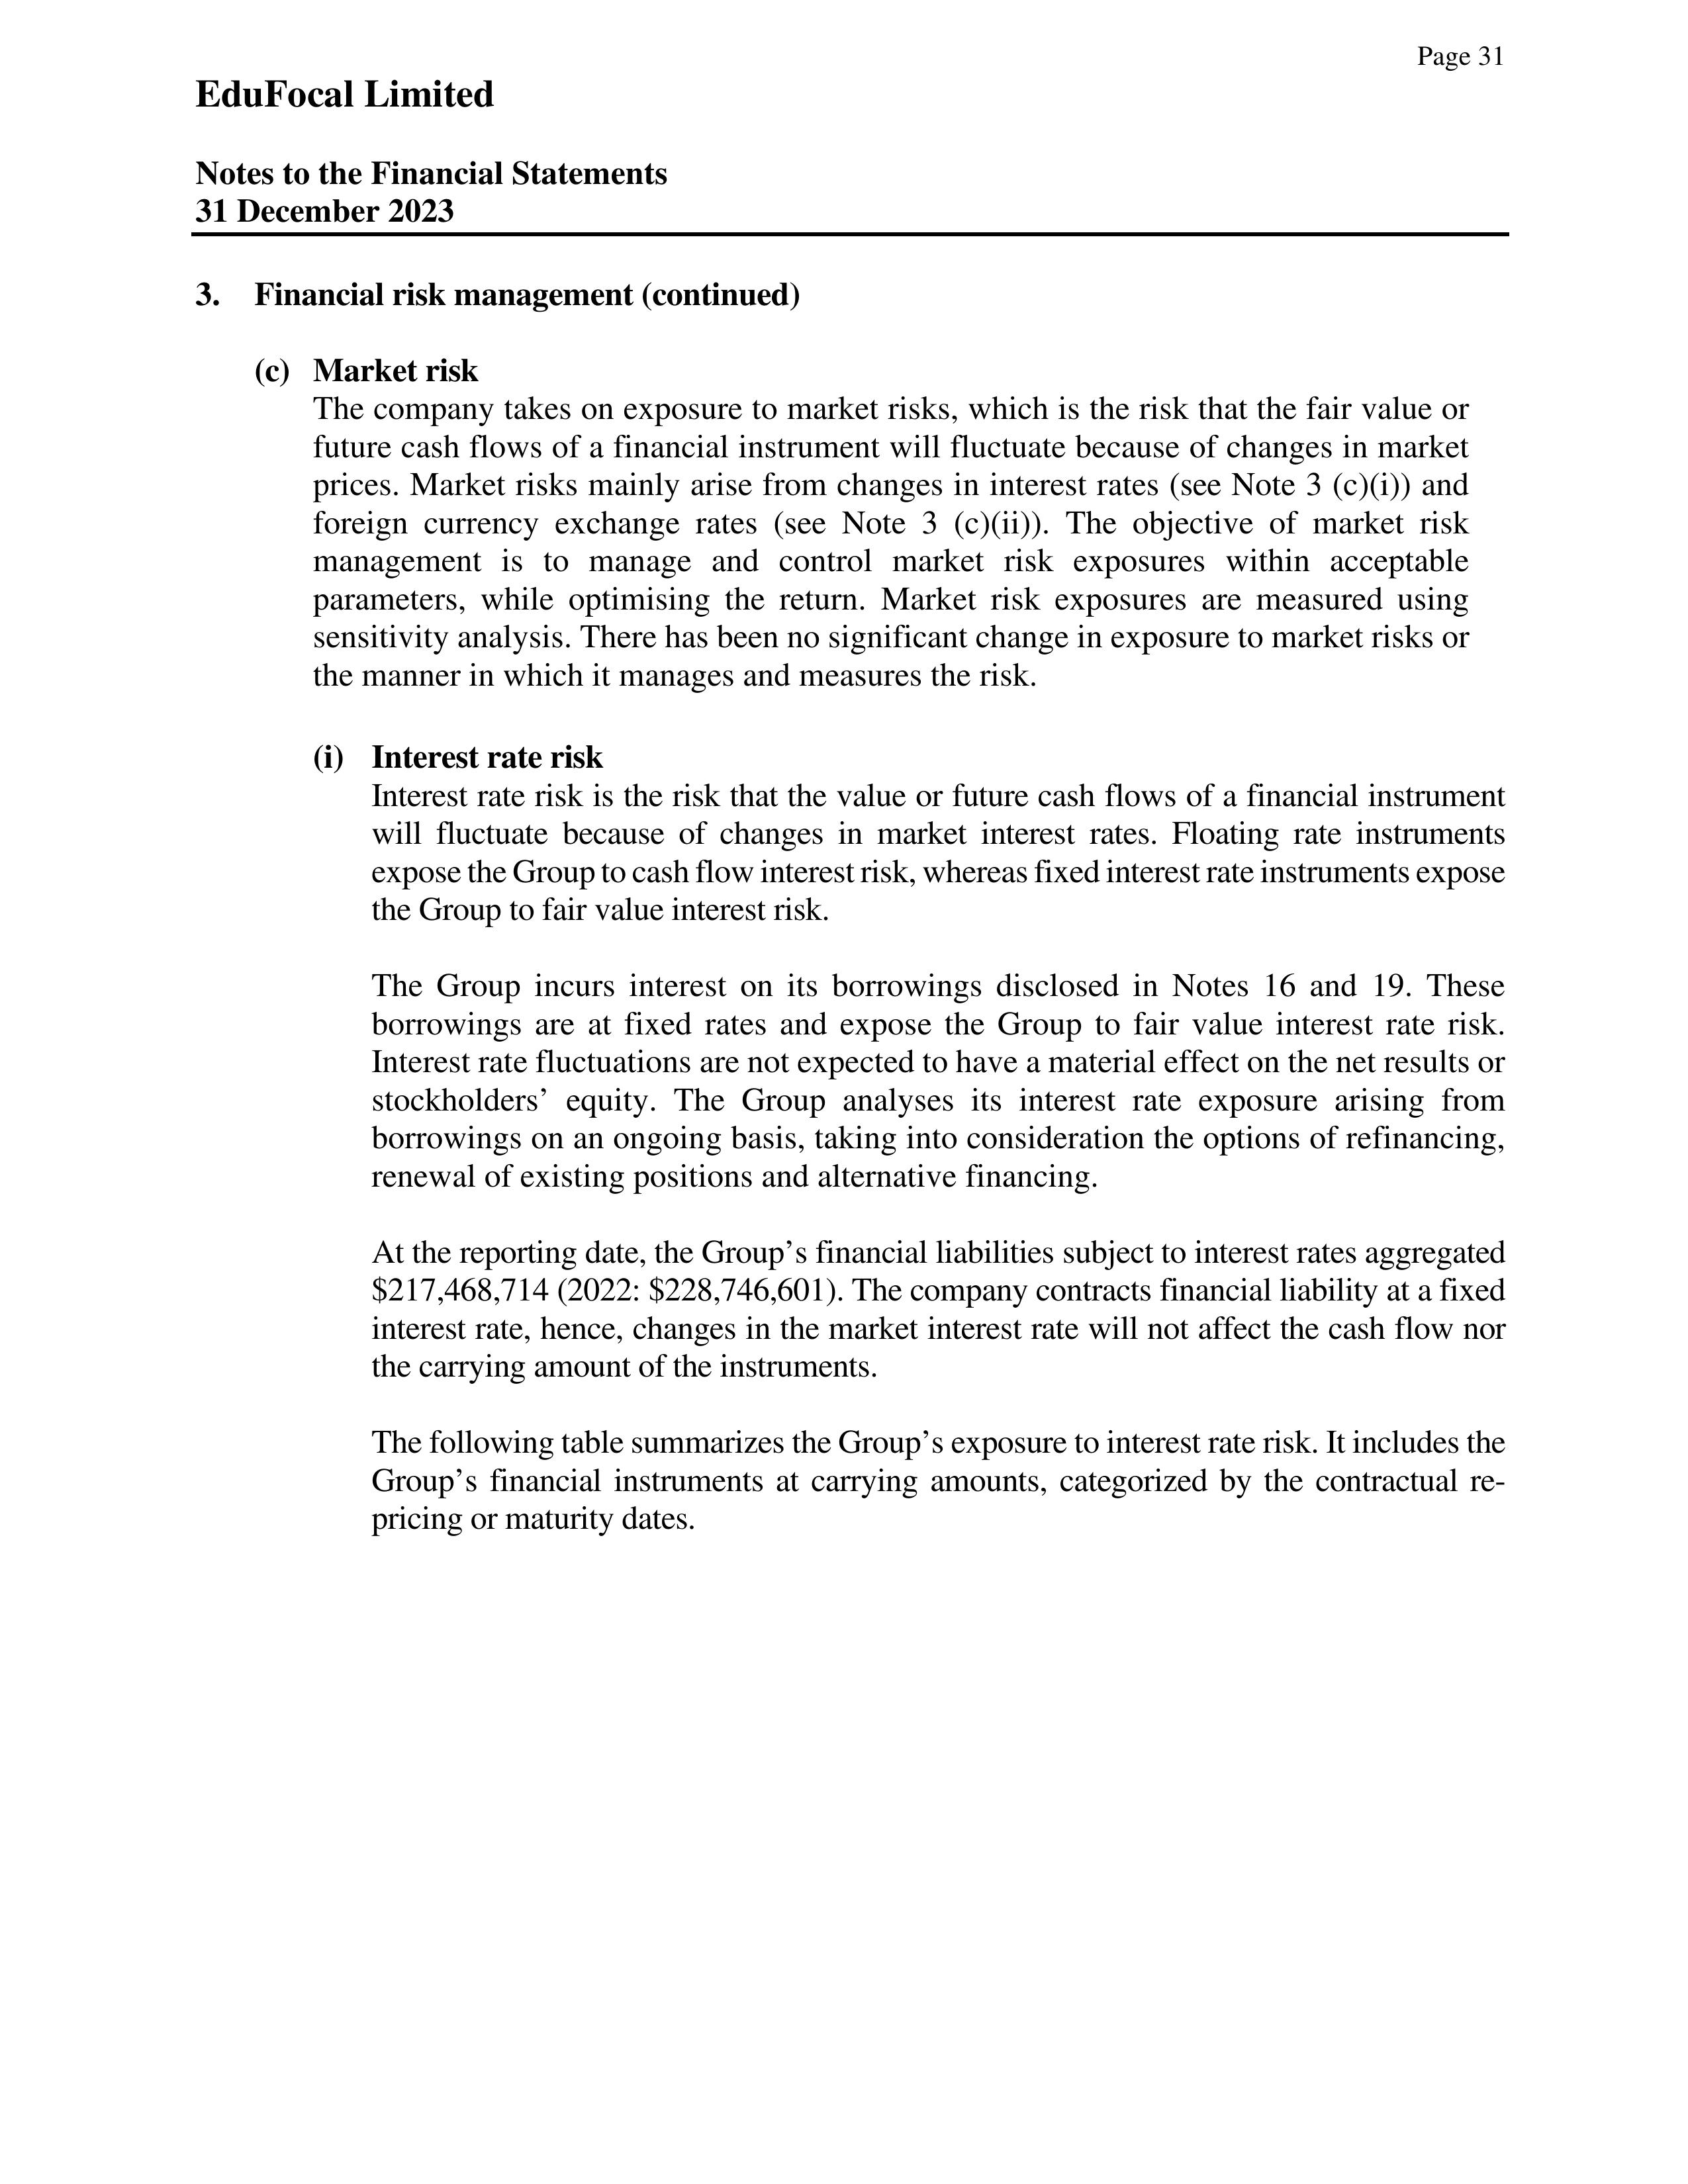 Page 31
EduFocal Limited
Notes to the Financial Statements
31 December 2023
3. Financial risk management (continued)
(c) Market risk
The company takes on exposure to market risks, which is the risk that the fair value or
future cash flows of a financial instrument will fluctuate because of changes in market
prices. Market risks mainly arise from changes in interest rates (see Note 3 (c)(i)) and
foreign currency exchange rates (see Note 3 (c)(ii)). The objective of market risk
management is to manage and control market risk exposures within acceptable
parameters, while optimising the return. Market risk exposures are measured using
sensitivity analysis. There has been no significant change in exposure to market risks or
the manner in which it manages and measures the risk.
(i) Interest rate risk
Interest rate risk is the risk that the value or future cash flows of a financial instrument
will fluctuate because of changes in market interest rates. Floating rate instruments
expose the Group to cash flow interest risk, whereas fixed interest rate instruments expose
the Group to fair value interest risk.
The Group incurs interest on its borrowings disclosed in Notes 16 and 19. These
borrowings are at fixed rates and expose the Group to fair value interest rate risk.
Interest rate fluctuations are not expected to have a material effect on the net results or
stockholders’ equity. The Group analyses its interest rate exposure arising from
borrowings on an ongoing basis, taking into consideration the options of refinancing,
renewal of existing positions and alternative financing.
At the reporting date, the Group’s financial liabilities subject to interest rates aggregated
$217,468,714 (2022: $228,746,601). The company contracts financial liability at a fixed
interest rate, hence, changes in the market interest rate will not affect the cash flow nor
the carrying amount of the instruments.
The following table summarizes the Group’s exposure to interest rate risk. It includes the
Group’s financial instruments at carrying amounts, categorized by the contractual re-
pricing or maturity dates.